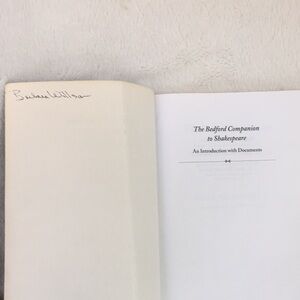 The Bedford Companion
to Shakespeare
An Introduction with Documents